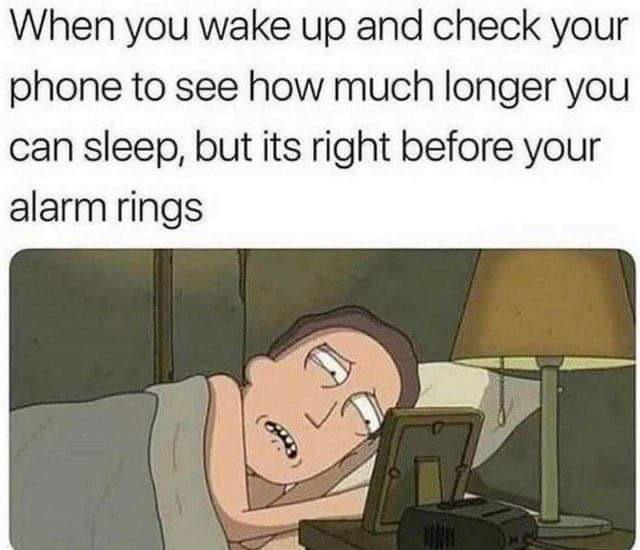 When you wake up and check your
phone to see how much longer you
can sleep, but its right before your
alarm rings